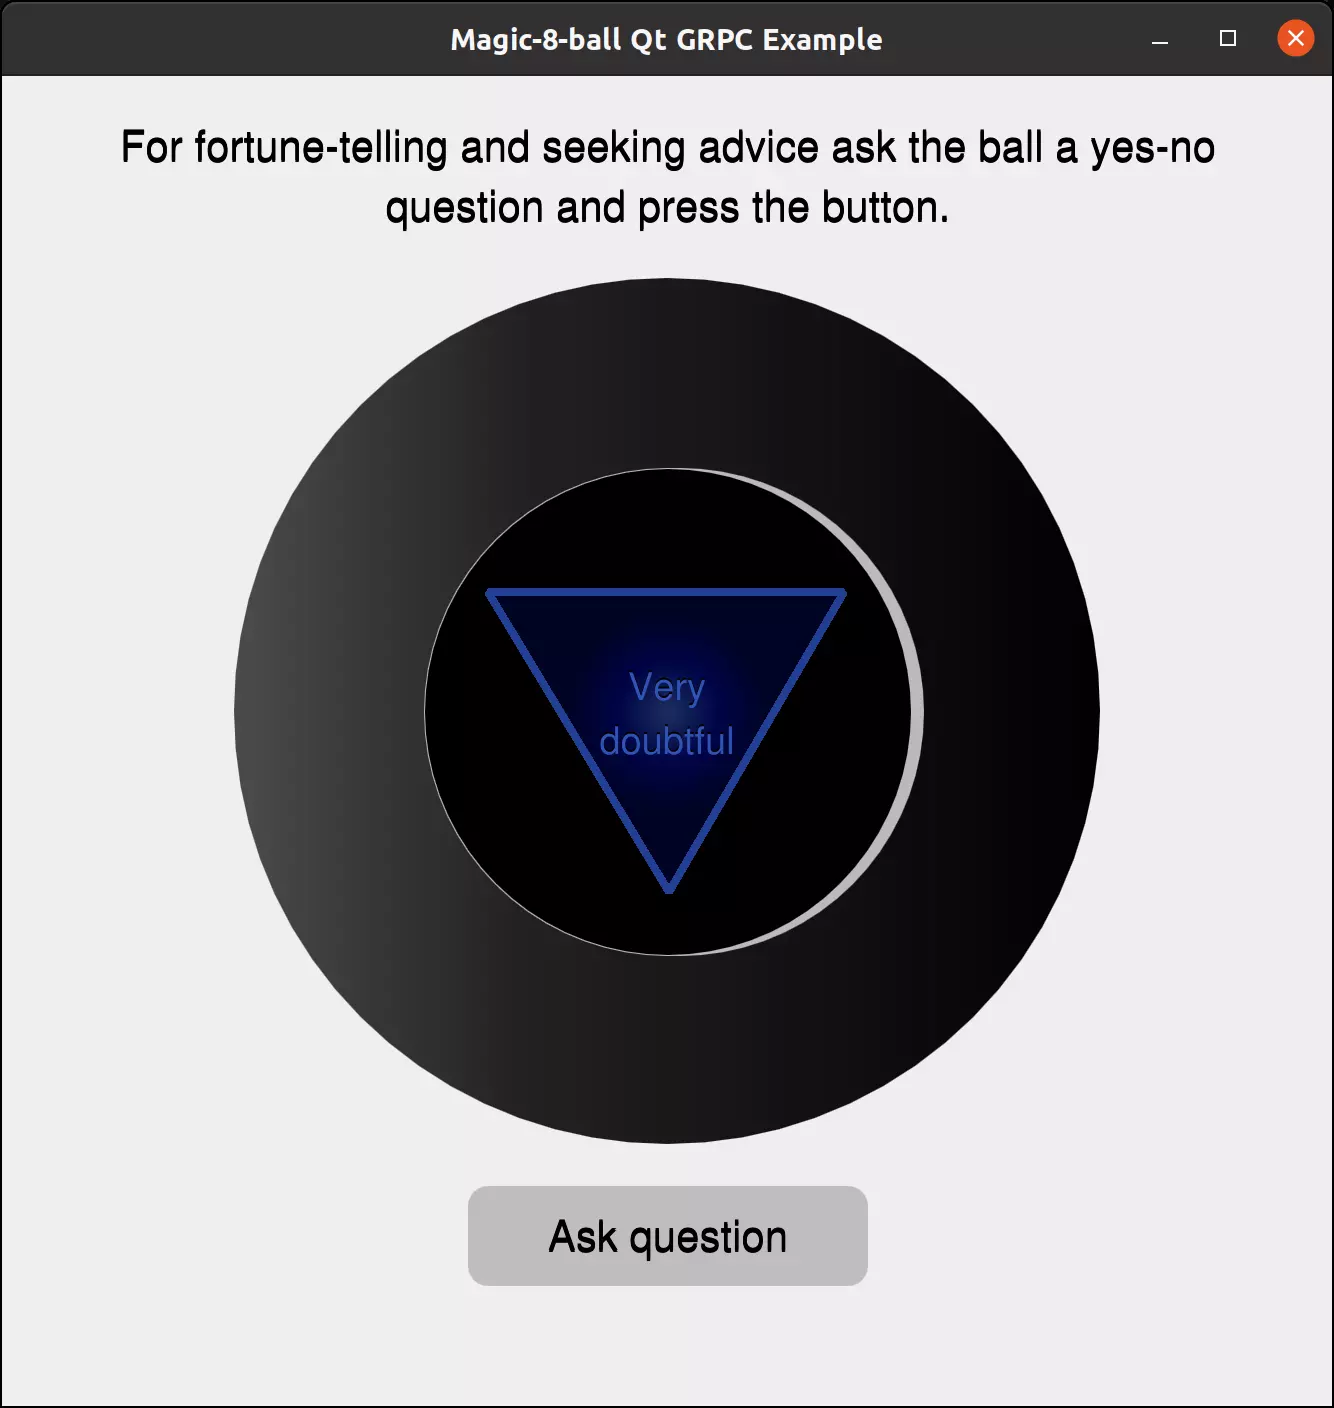 Magic-8-ball Qt GRPC Example
For fortune-telling and seeking advice ask the ball a yes-no
question and press the button.
Very
doubtful
Ask question